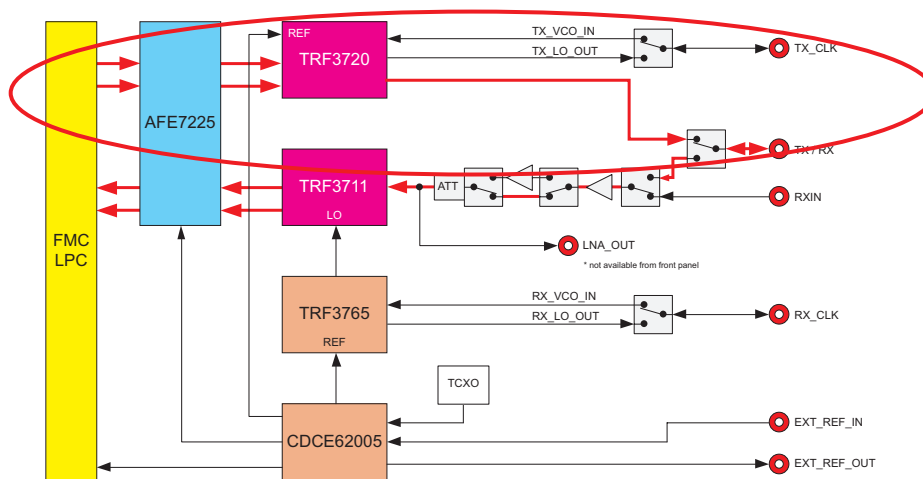 REF
TRF3720
TX_VCO_IN
TX_LO_OUT
TX_CLK
AFE7225
TX / RX
TRF3711
LO
ATT
RXIN
LNA_OUT
* not available from front panel
FMC
LPC
TRF3765
REF
RX_VCO_IN
RX_LO_OUT
RX_CLK
TCXO
CDCE62005
EXT_REF_IN
EXT_REF_OUT